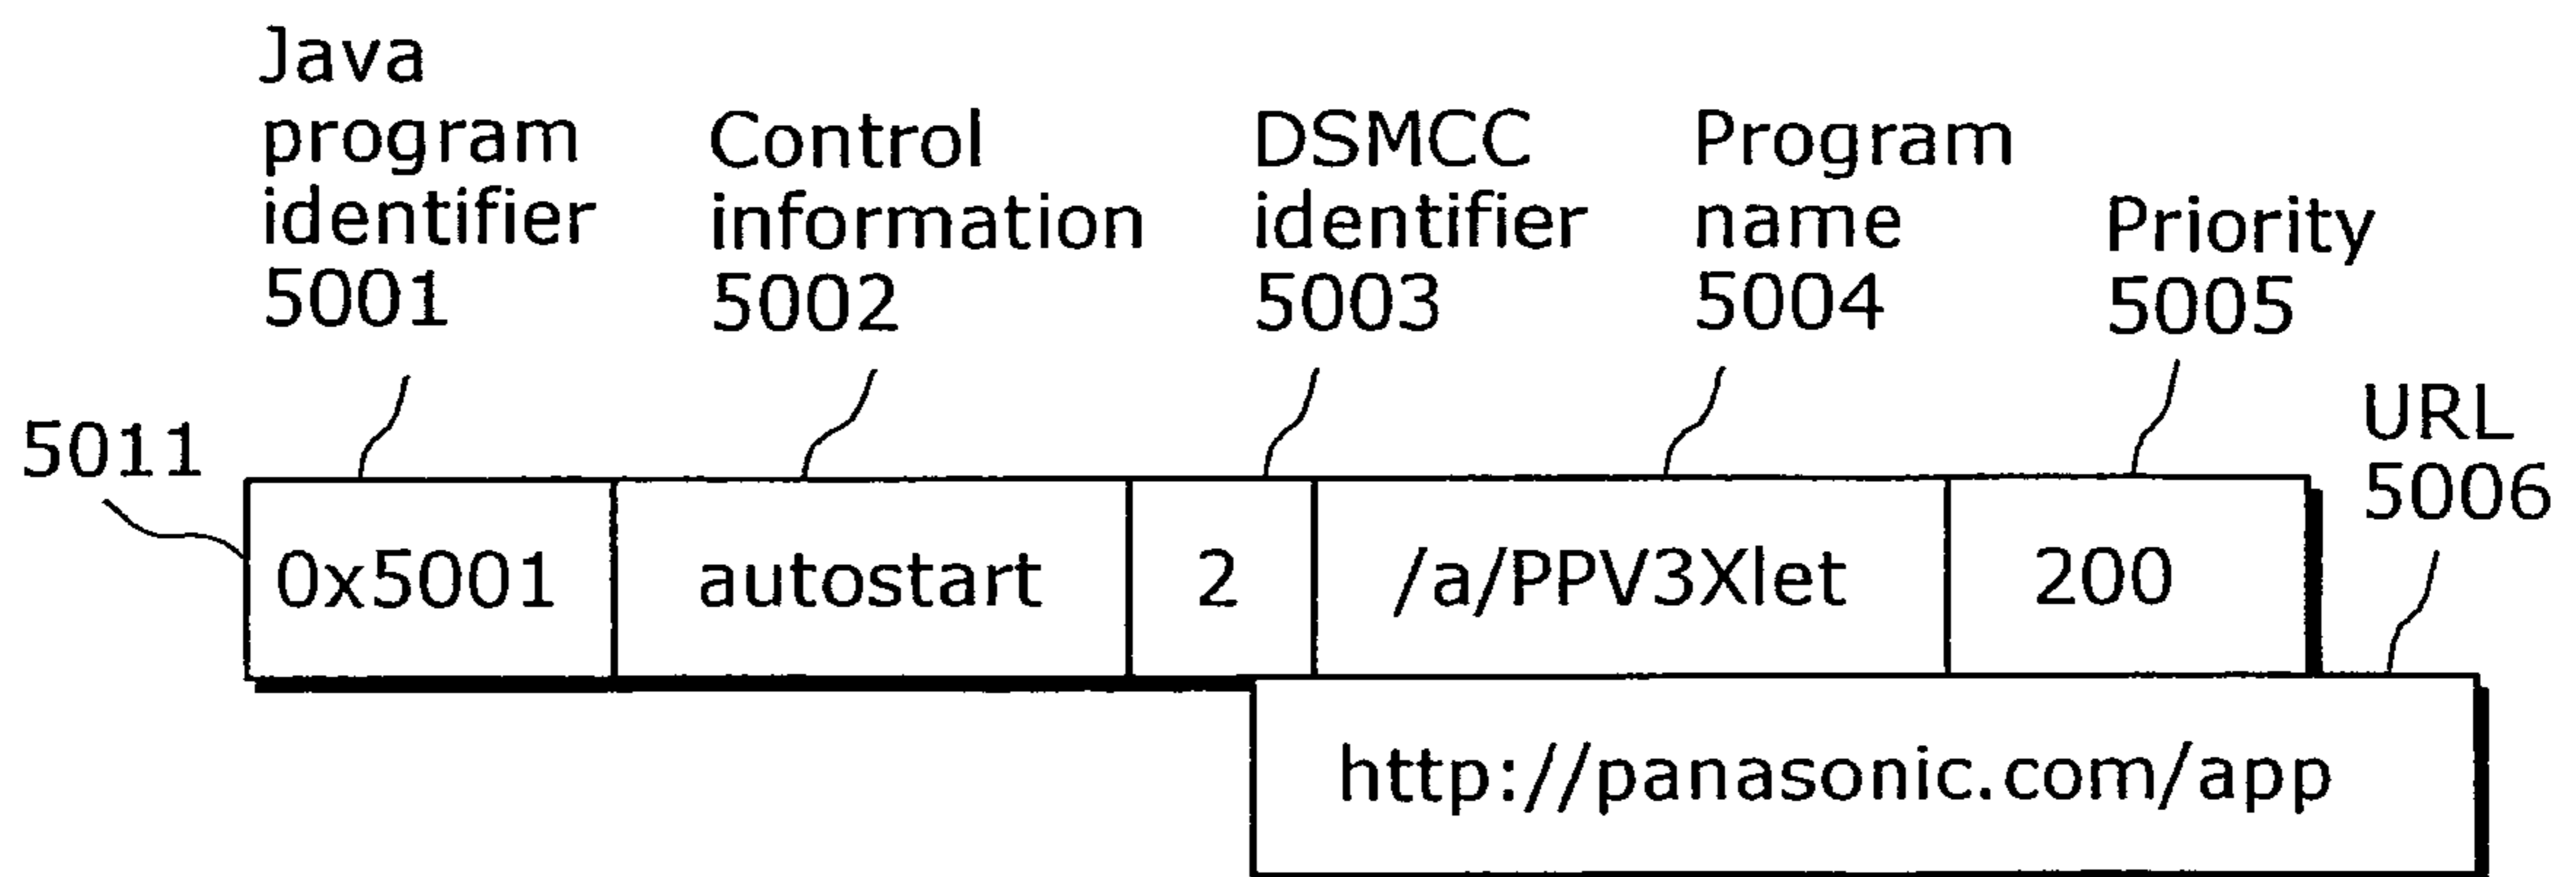 Java
program
identifier
5001
Control
information
5002
DSMCC
identifier
5003
Program
name
5004
Priority
5005
URL
5006
5011
0x5001 autostart 2 /a/PPV3Xlet 200
http://panasonic.com/app